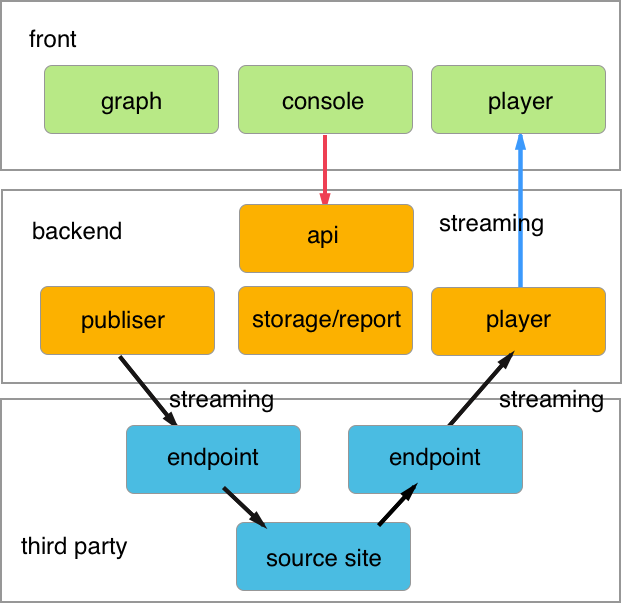 front
graph
console
player
backend
api
streaming
publiser
storage/report
player
streaming
streaming
endpoint
endpoint
third party
source site